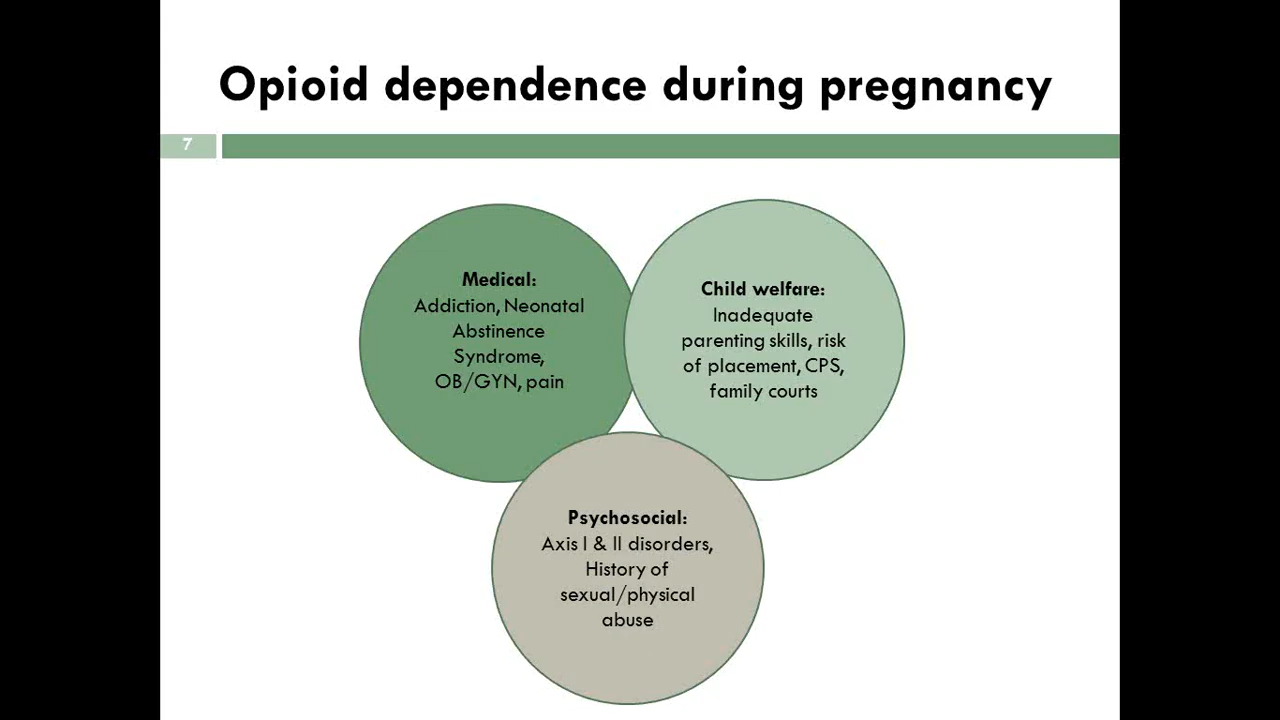 Opioid dependence during pregnancy
7
Medical:
Addiction, Neonatal
Abstinence
Syndrome,
OB/GYN, pain
Child welfare:
Inadequate
parenting skills, risk
of placement, CPS,
family courts
Psychosocial:
Axis I & II disorders,
History of
sexual/physical
abuse